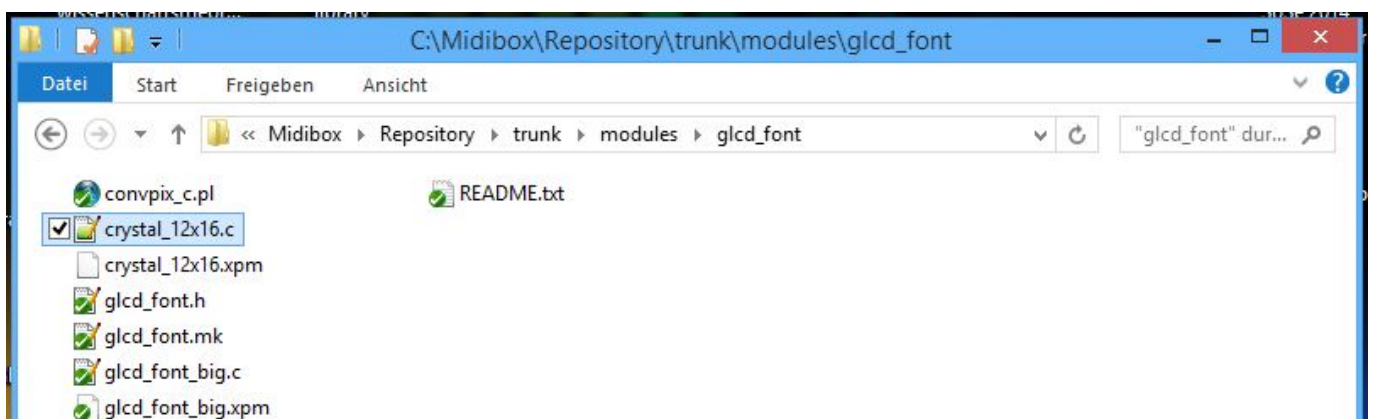 C:\Midibox\Repository\trunk\modules\glcd_font
Datei Start Freigeben Ansicht
« Midibox Repository trunk modules glcd_font "glcd_font" dur...
convpix_c.pl README.txt
crystal_12x16.c
crystal_12x16.xpm
glcd_font.h
glcd_font.mk
glcd_font_big.c
glcd_font_big.xpm